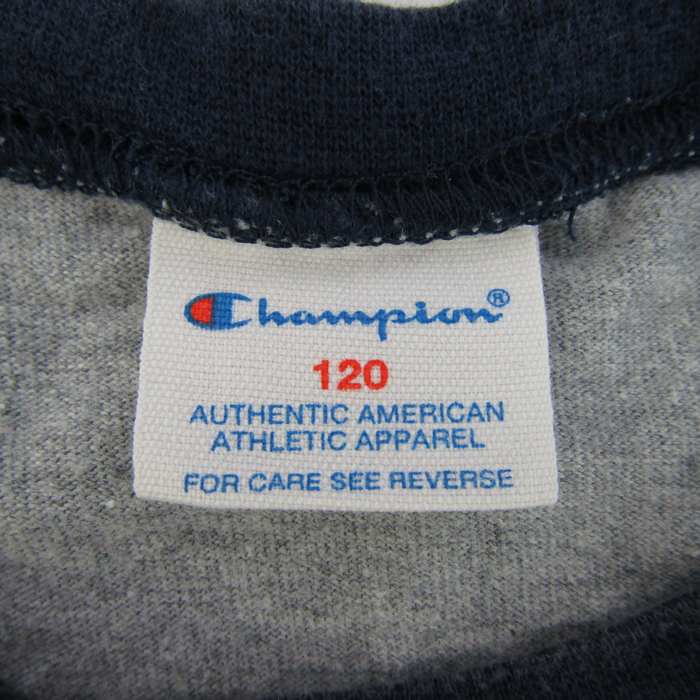 Champion®
120
AUTHENTIC AMERICAN
ATHLETIC APPAREL
FOR CARE SEE REVERSE